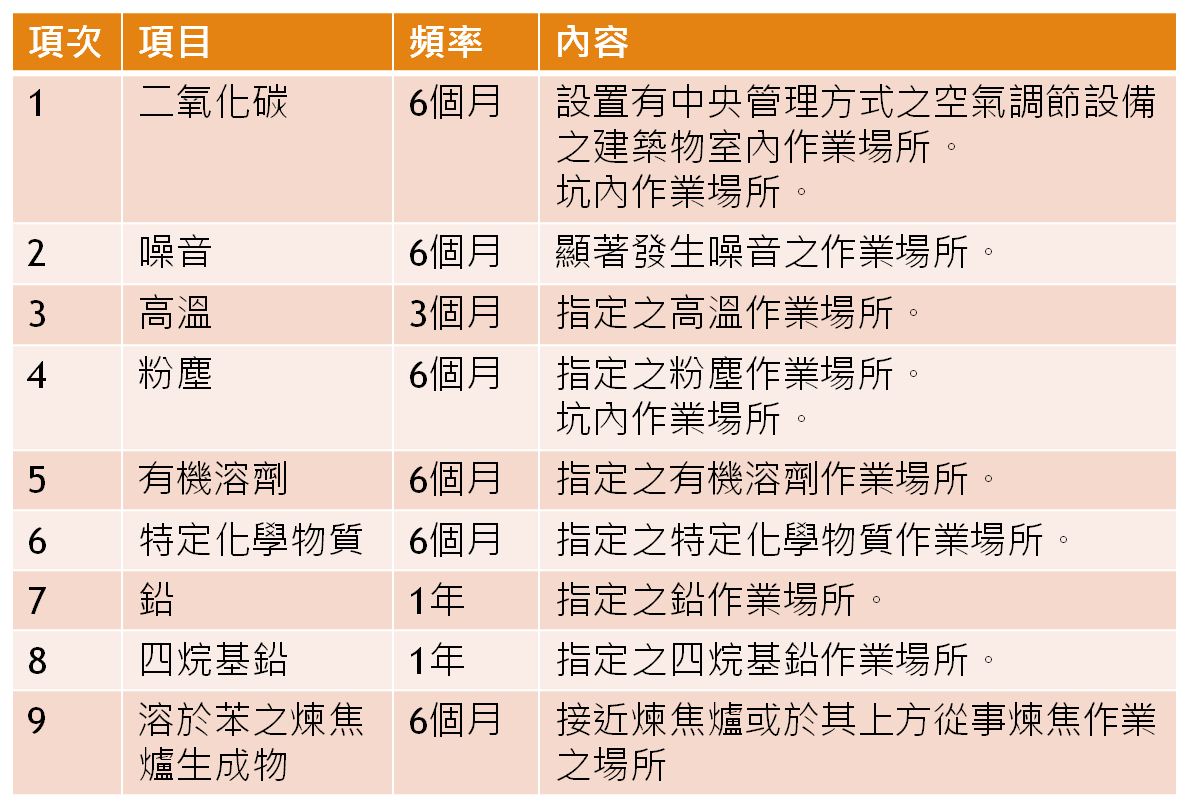 項次 項目 頻率 內容
1 二氧化碳 6個月 設置有中央管理方式之空氣調節設備
之建築物室內作業場所。
坑內作業場所。
2 噪音 6個月 顯著發生噪音之作業場所。
3 高溫 3個月 指定之高溫作業場所。
4 粉塵 6個月 指定之粉塵作業場所。
坑內作業場所。
5 有機溶劑 6個月 指定之有機溶劑作業場所。
6 特定化學物質 6個月 指定之特定化學物質作業場所。
7 鉛 1年 指定之鉛作業場所。
8 四烷基鉛 1年 指定之四烷基鉛作業場所。
9 溶於苯之煉焦 6個月 接近煉焦爐或於其上方從事煉焦作業
爐生成物 之場所